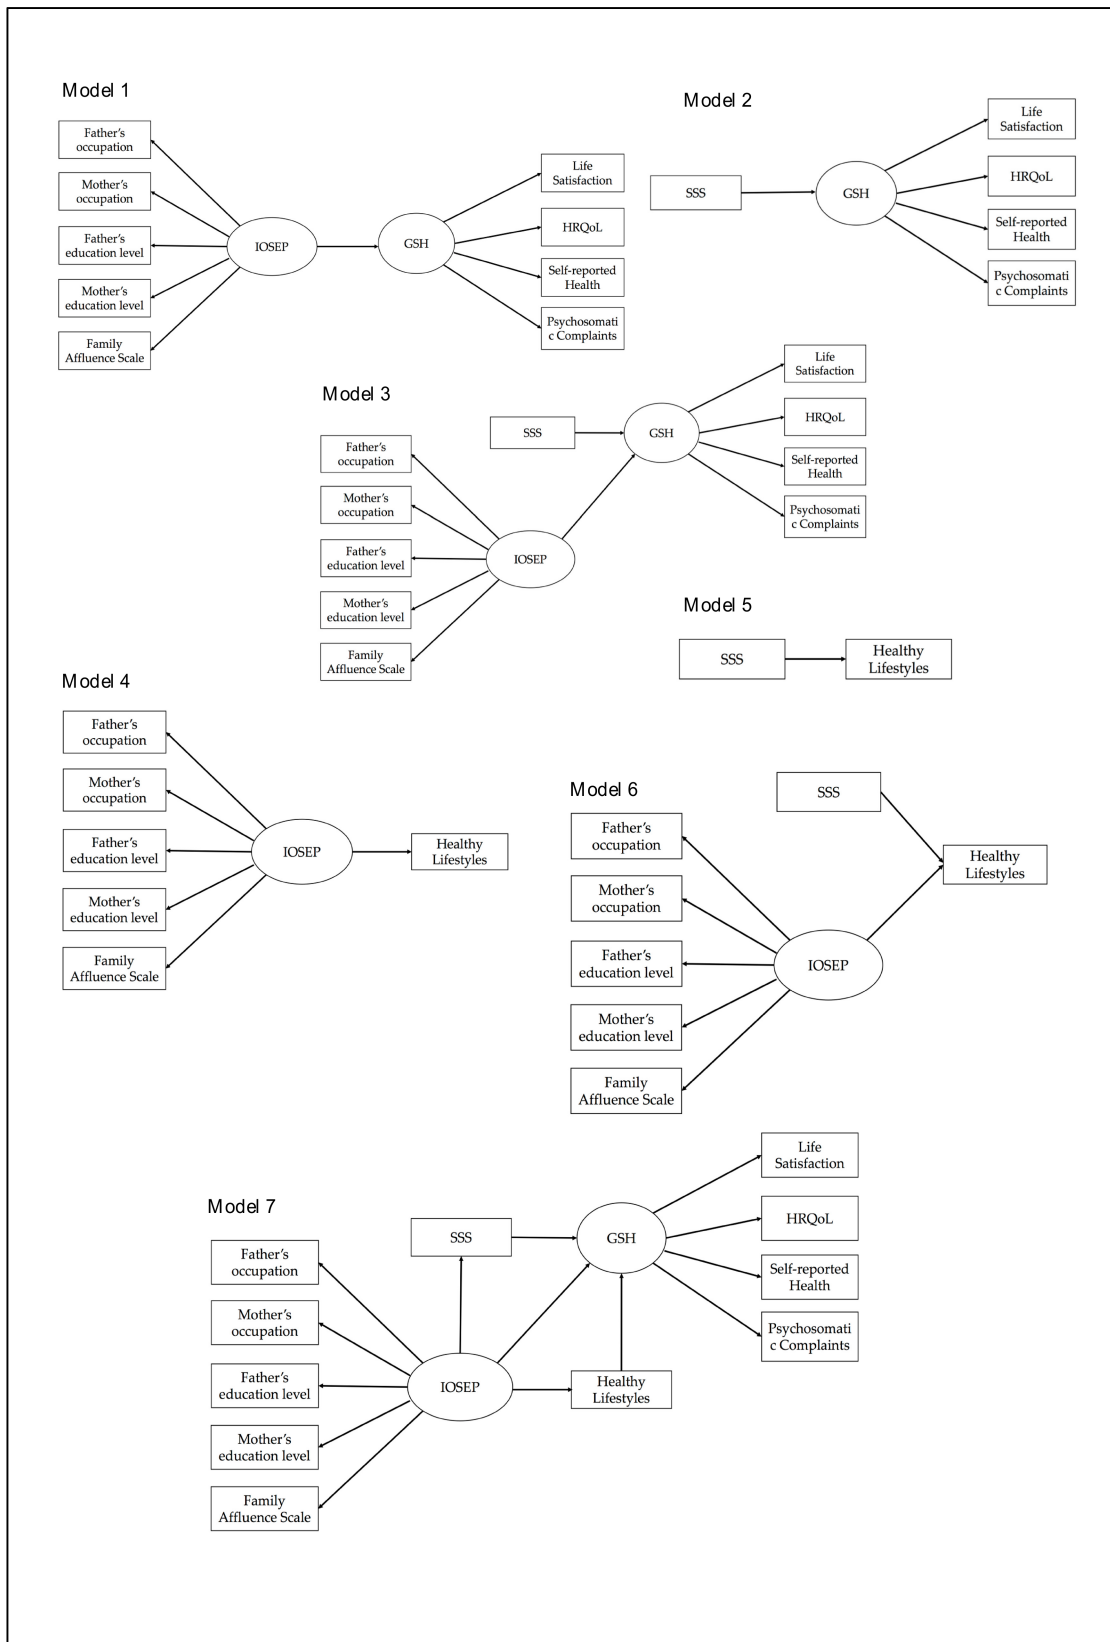 Model 1
Father's
occupation
Mother's
occupation
Father's
education level
Mother's
education level
Family
Affluence Scale
IOSEP
GSH
Life
Satisfaction
HRQoL
Self-reported
Health
Psychosomati
c Complaints
Model 2
SSS
GSH
Life
Satisfaction
HRQoL
Self-reported
Health
Psychosomati
c Complaints
Model 3
Father's
occupation
Mother's
occupation
Father's
education level
Mother's
education level
Family
Affluence Scale
IOSEP
SSS
GSH
Life
Satisfaction
HRQoL
Self-reported
Health
Psychosomati
c Complaints
Model 5
SSS
Healthy
Lifestyles
Model 4
Father's
occupation
Mother's
occupation
Father's
education level
Mother's
education level
Family
Affluence Scale
IOSEP
Healthy
Lifestyles
Model 6
Father's
occupation
Mother's
occupation
Father's
education level
Mother's
education level
Family
Affluence Scale
IOSEP
SSS
Healthy
Lifestyles
Model 7
Father's
occupation
Mother's
occupation
Father's
education level
Mother's
education level
Family
Affluence Scale
IOSEP
SSS
Healthy
Lifestyles
GSH
Life
Satisfaction
HRQoL
Self-reported
Health
Psychosomati
c Complaints